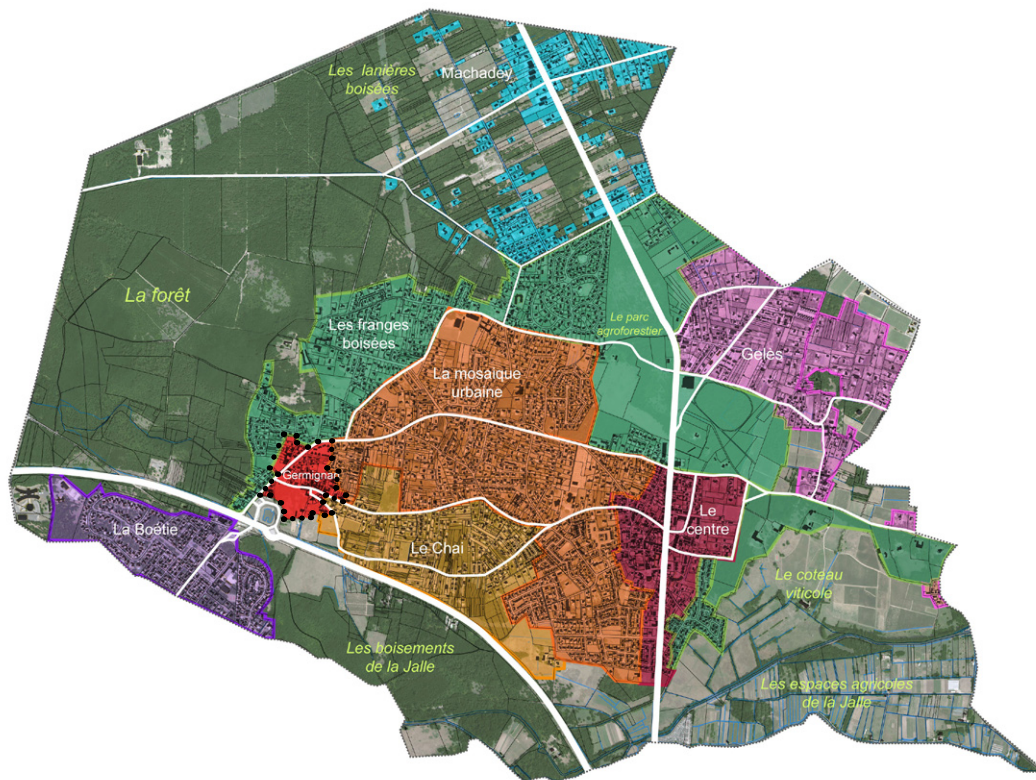 Les lanières
boisées
Machadey
La forêt
Les franges
boisées
Le parc
agroforestier
Gelès
La mosaïque
urbaine
Germignan
Le
centre
La Boëtie
Le Chai
Le coteau
viticole
Les boisements
de la Jalle
Les espaces agricoles
de la Jalle